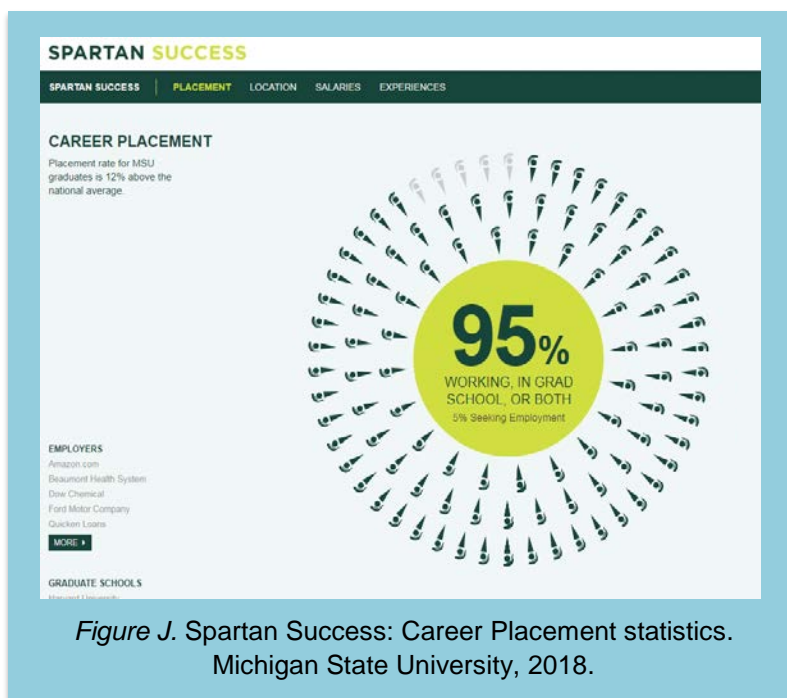 SPARTAN SUCCESS
SPARTAN SUCCESS PLACEMENT LOCATION SALARIES EXPERIENCES
CAREER PLACEMENT
Placement rate for MSU
graduates is 12% above the
national average.
95%
WORKING, IN GRAD
SCHOOL, OR BOTH
5% Seeking Employment
EMPLOYERS
Amazon.com
Beaumont Health System
Dow Chemical
Ford Motor Company
Quicken Loans
MORE
GRADUATE SCHOOLS
Harvard University
Figure J. Spartan Success: Career Placement statistics.
Michigan State University, 2018.